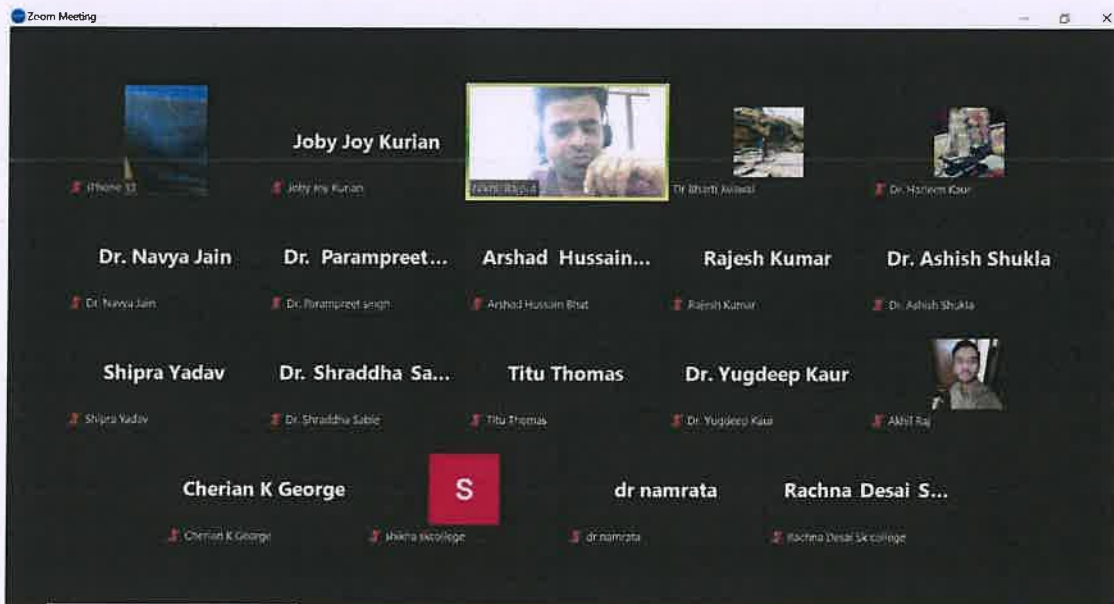 Zoom Meeting
iPhone
Joby Joy Kurian
Joby Joy Kurian
Nikhil Rajput
Dr Bharti
Dr. Harleen Kaur
Dr. Navya Jain
Dr. Parampreet...
Arshad Hussain...
Rajesh Kumar
Dr. Ashish Shukla
Dr. Navya Jain
Dr. Parampreet singh
Arshad Hussain Bhat
Rajesh Kumar
Dr. Ashish Shukla
Shipra Yadav
Dr. Shraddha Sa...
Titu Thomas
Dr. Yugdeep Kaur
Shipra Yadav
Dr. Shraddha Sable
Titu Thomas
Dr. Yugdeep Kaur
Akhil Raj
Cherian K George
S
dr namrata
Rachna Desai S...
Cherian K George
shikha skcollege
dr namrata
Rachna Desai Sk college